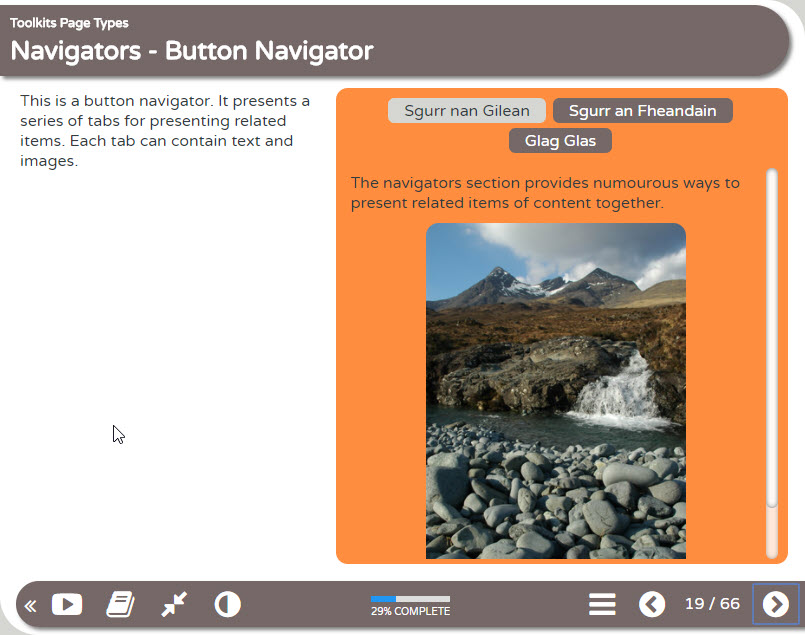 Toolkits Page Types
Navigators - Button Navigator
This is a button navigator. It presents a
series of tabs for presenting related
items. Each tab can contain text and
images.
Sgurr nan Gilean
Sgurr an Fheandain
Glag Glas
The navigators section provides numourous ways to
present related items of content together.
29% COMPLETE
19 / 66